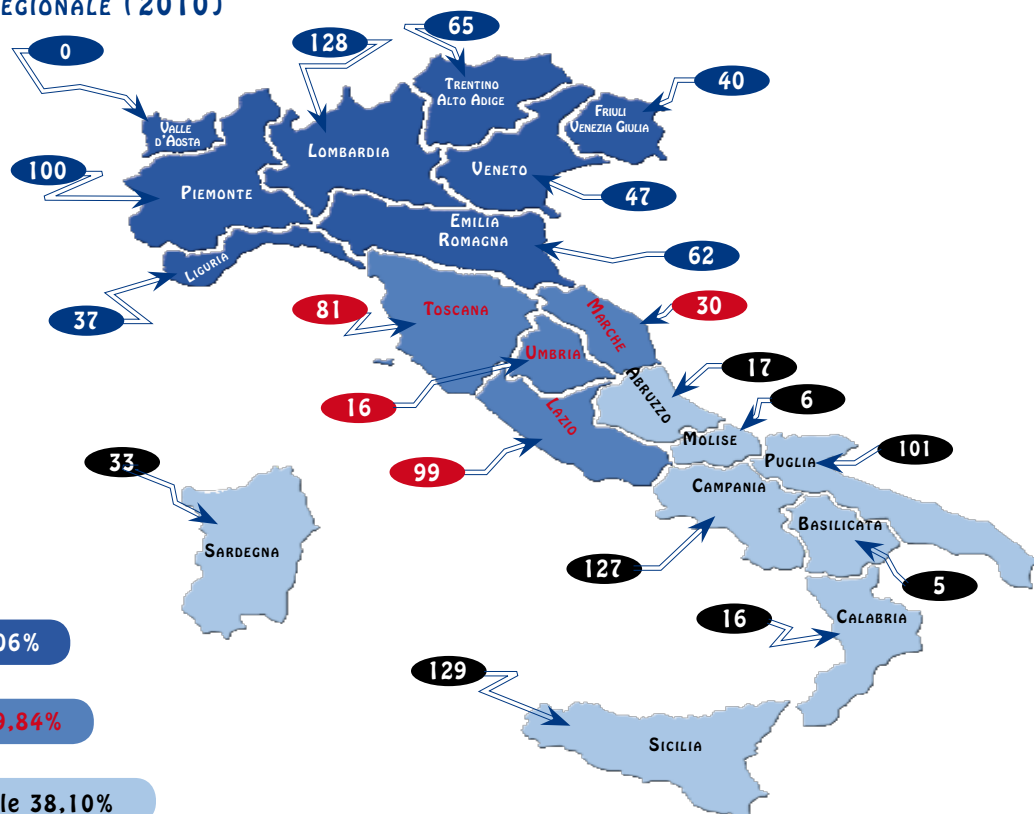 EGIONALE (2010)
0
128
65
40
TRENTINO
ALTO ADIGE
FRIULI
VENEZIA GIULIA
VALLE
D'AOSTA
LOMBARDIA
VENETO
100
PIEMONTE
47
EMILIA
ROMAGNA
62
LIGURIA
37
81
TOSCANA
MARCHE
30
UMBRIA
16
ABRUZZO
17
LAZIO
6
MOLISE
99
PUGLIA
101
33
CAMPANIA
BASILICATA
SARDEGNA
127
5
16
CALABRIA
06%
129
9,84%
SICILIA
le 38,10%